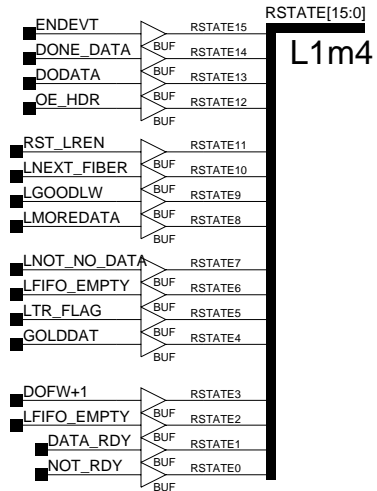 RSTATE[15:0]
L1m4
ENDEVT RSTATE15
BUF
DONE_DATA RSTATE14
BUF
DODATA RSTATE13
BUF
OE_HDR RSTATE12
BUF
RST_LREN RSTATE11
BUF
LNEXT_FIBER RSTATE10
BUF
LGOODLW RSTATE9
BUF
LMOREDATA RSTATE8
BUF
LNOT_NO_DATA RSTATE7
BUF
LFIFO_EMPTY RSTATE6
BUF
LTR_FLAG RSTATE5
BUF
GOLDDAT RSTATE4
BUF
DOFW+1 RSTATE3
BUF
LFIFO_EMPTY RSTATE2
BUF
DATA_RDY RSTATE1
BUF
NOT_RDY RSTATE0
BUF